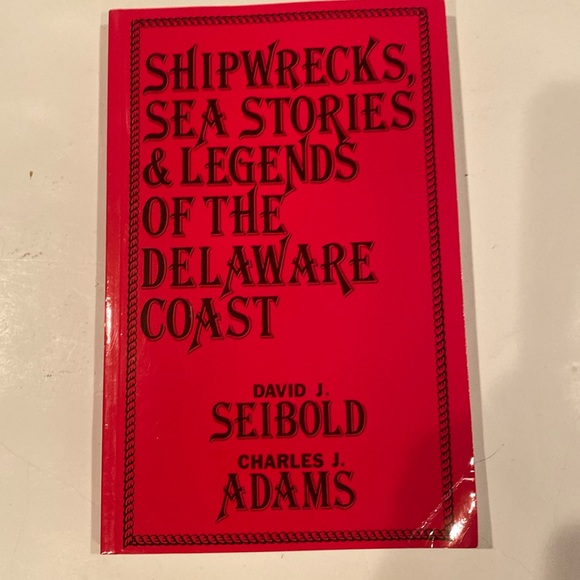 SHIPWRECKS,
SEA STORIES
& LEGENDS
OF THE
DELAWARE
COAST
DAVID J.
SEIBOLD
CHARLES J.
ADAMS